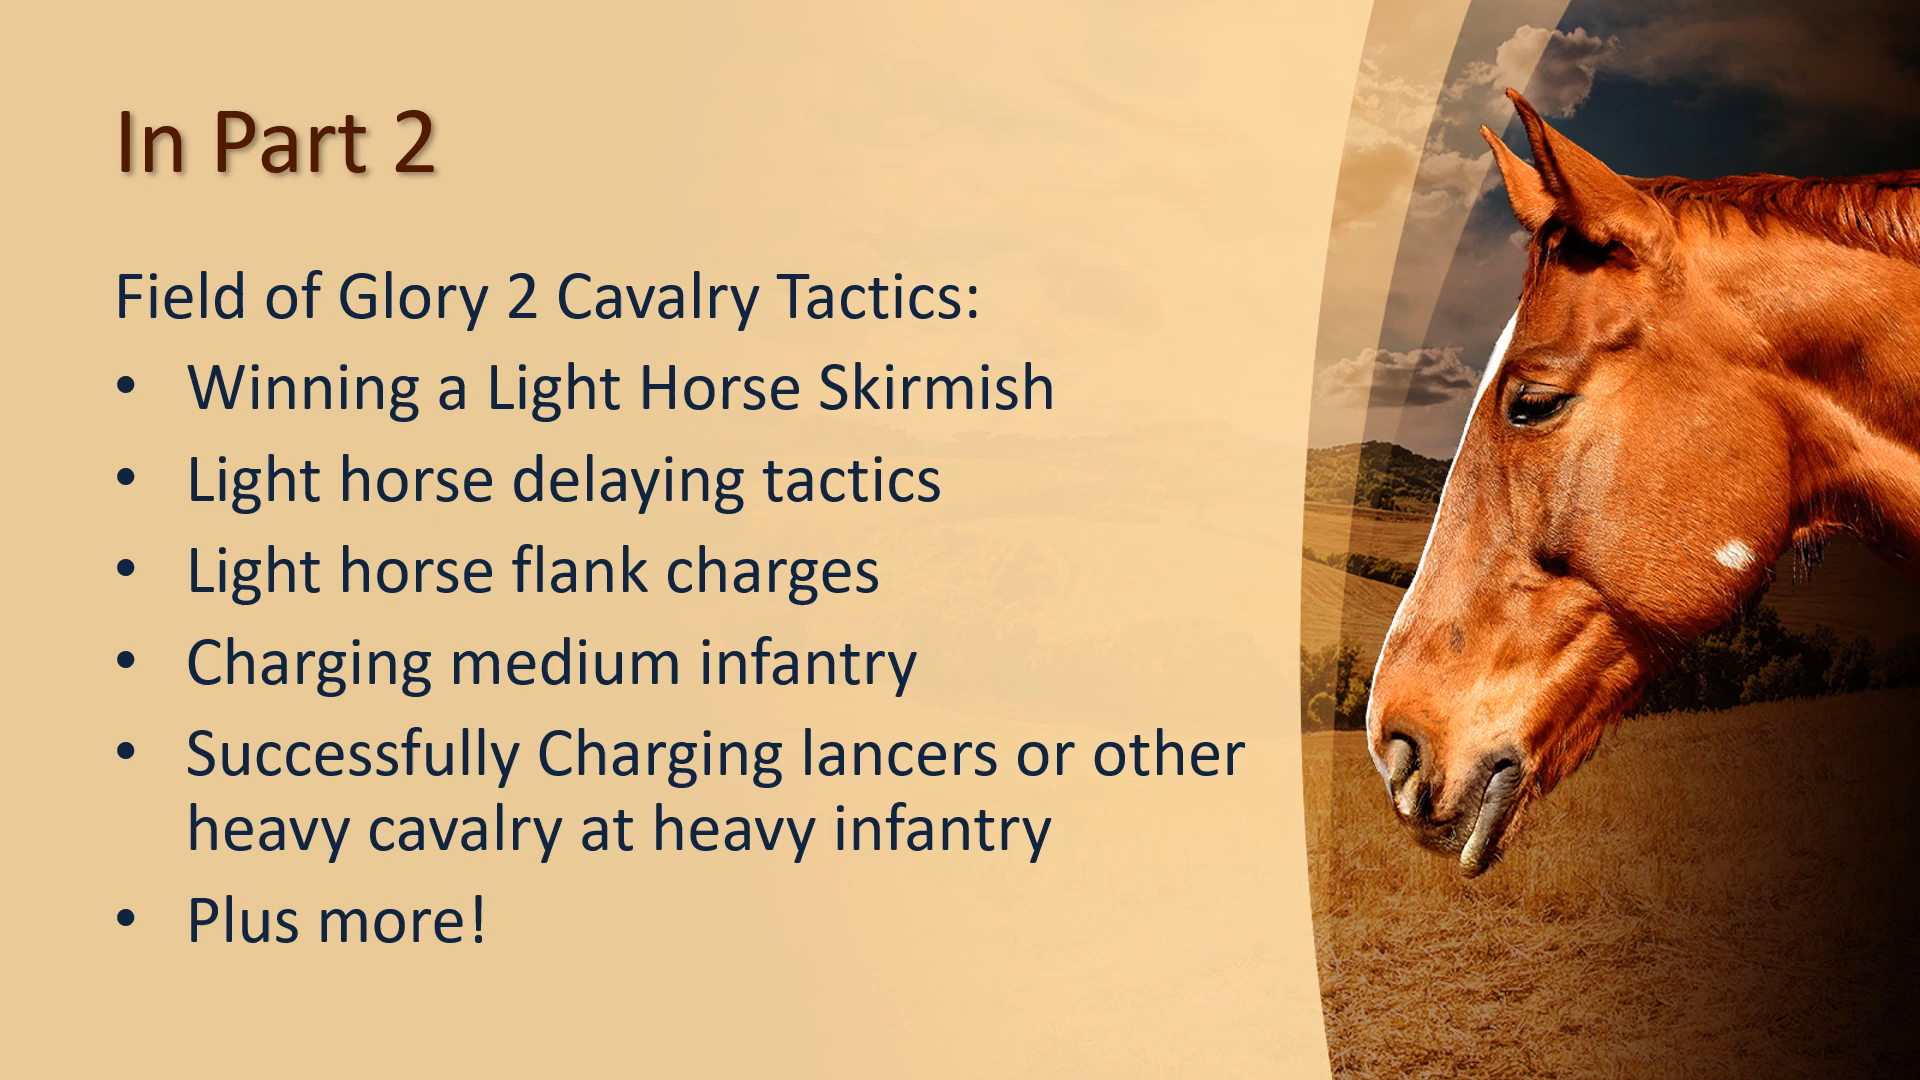 In Part 2
Field of Glory 2 Cavalry Tactics:
• Winning a Light Horse Skirmish
• Light horse delaying tactics
• Light horse flank charges
• Charging medium infantry
• Successfully Charging lancers or other
heavy cavalry at heavy infantry
• Plus more!